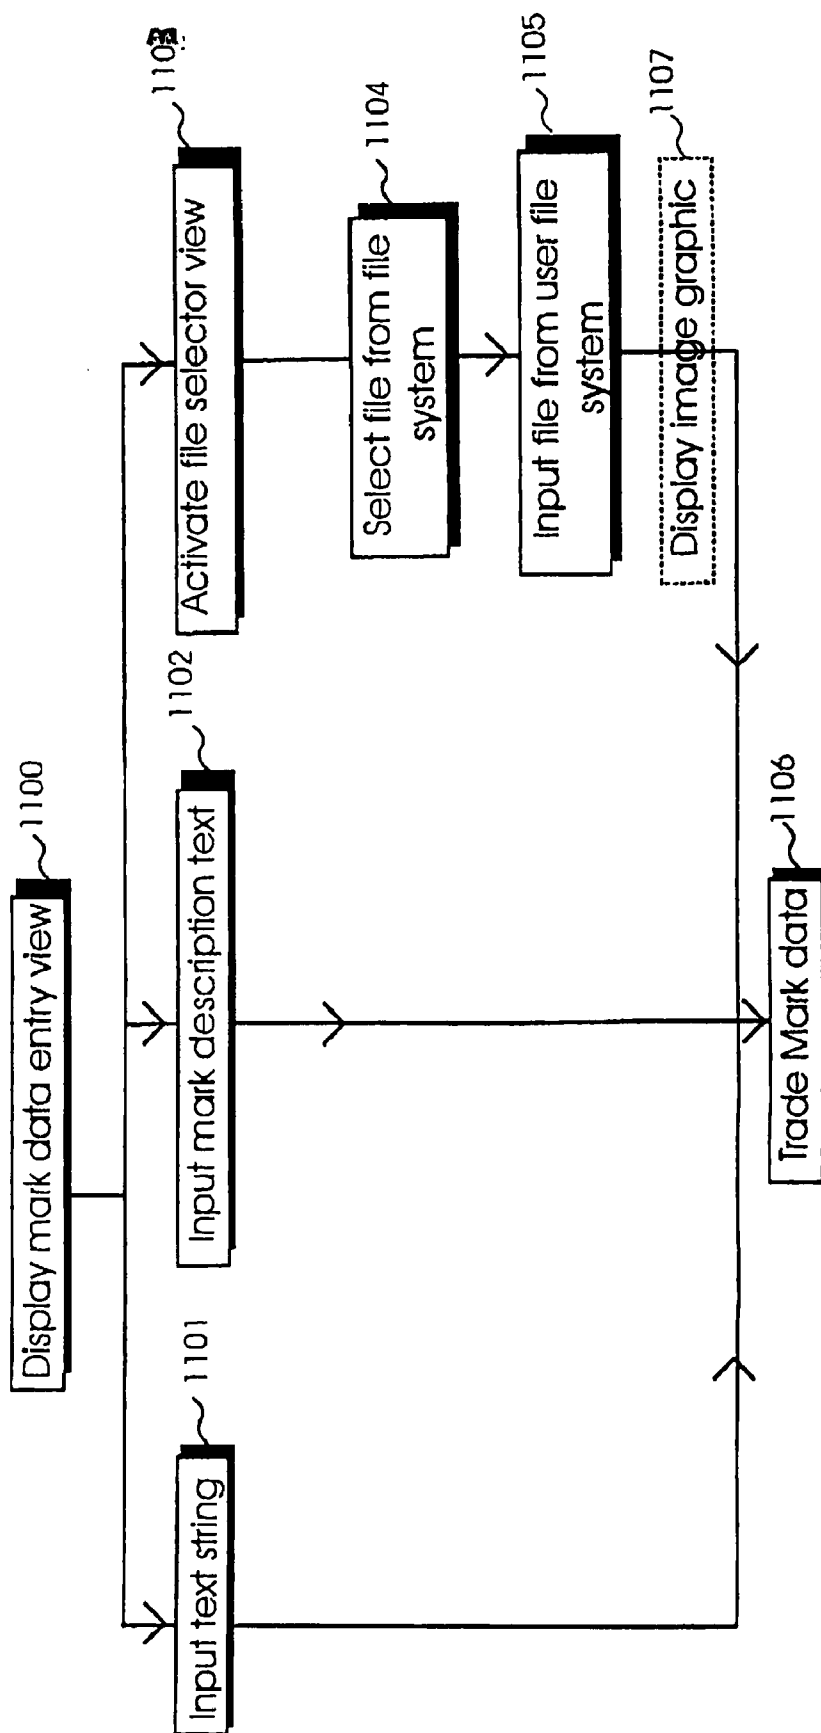 Display mark data entry view
1100
Input text string
1101
Input mark description text
1102
Activate file selector view
1103
Select file from file
system
1104
Input file from user file
system
1105
Display image graphic
1107
Trade Mark data
1106